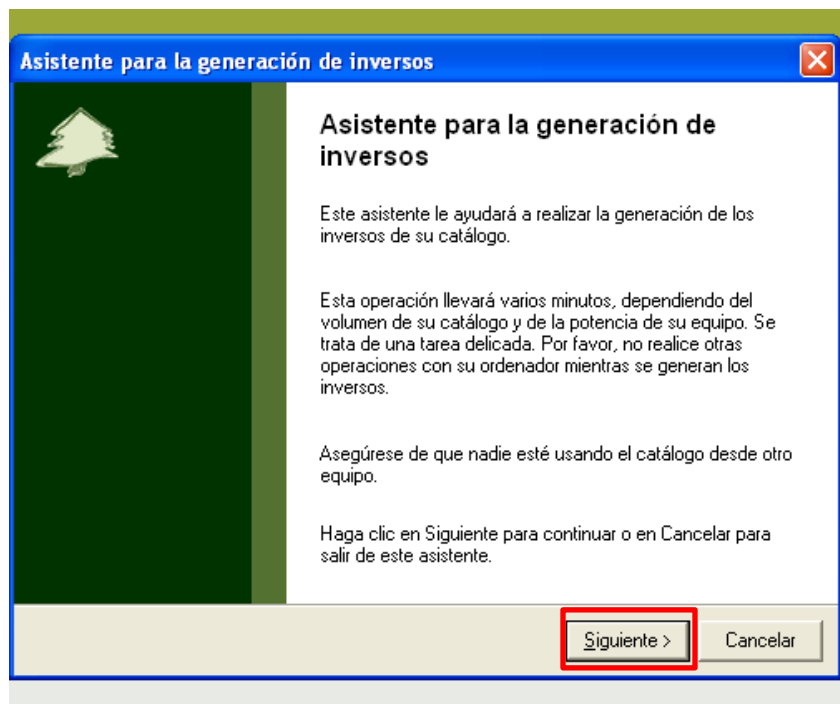 Asistente para la generación de inversos
Asistente para la generación de
inversos
Este asistente le ayudará a realizar la generación de los
inversos de su catálogo.
Esta operación llevará varios minutos, dependiendo del
volumen de su catálogo y de la potencia de su equipo. Se
trata de una tarea delicada. Por favor, no realice otras
operaciones con su ordenador mientras se generan los
inversos.
Asegúrese de que nadie esté usando el catálogo desde otro
equipo.
Haga clic en Siguiente para continuar o en Cancelar para
salir de este asistente.
Siguiente > Cancelar